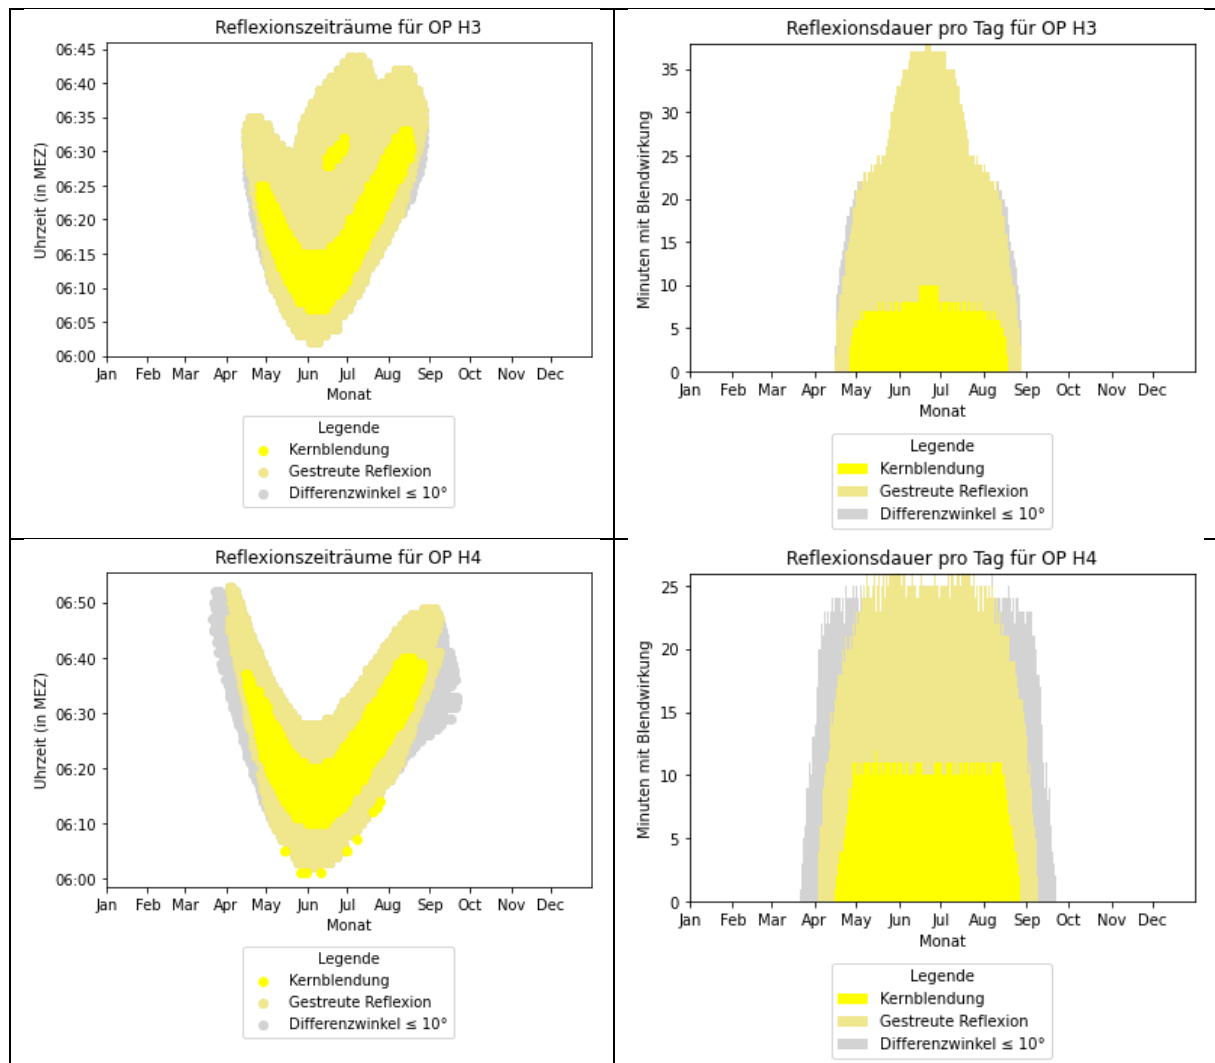 Reflexionszeiträume für OP H3
Uhrzeit (in MEZ)
06:45
06:40
06:35
06:30
06:25
06:20
06:15
06:10
06:05
06:00
Jan Feb Mar Apr May Jun Jul Aug Sep Oct Nov Dec
Monat
Legende
Kernblendung
Gestreute Reflexion
Differenzwinkel ≤ 10°
Reflexionsdauer pro Tag für OP H3
Minuten mit Blendwirkung
35
30
25
20
15
10
5
0
Jan Feb Mar Apr May Jun Jul Aug Sep Oct Nov Dec
Monat
Legende
Kernblendung
Gestreute Reflexion
Differenzwinkel ≤ 10°
Reflexionszeiträume für OP H4
Uhrzeit (in MEZ)
06:50
06:40
06:30
06:20
06:10
06:00
Jan Feb Mar Apr May Jun Jul Aug Sep Oct Nov Dec
Monat
Legende
Kernblendung
Gestreute Reflexion
Differenzwinkel ≤ 10°
Reflexionsdauer pro Tag für OP H4
Minuten mit Blendwirkung
25
20
15
10
5
0
Jan Feb Mar Apr May Jun Jul Aug Sep Oct Nov Dec
Monat
Legende
Kernblendung
Gestreute Reflexion
Differenzwinkel ≤ 10°